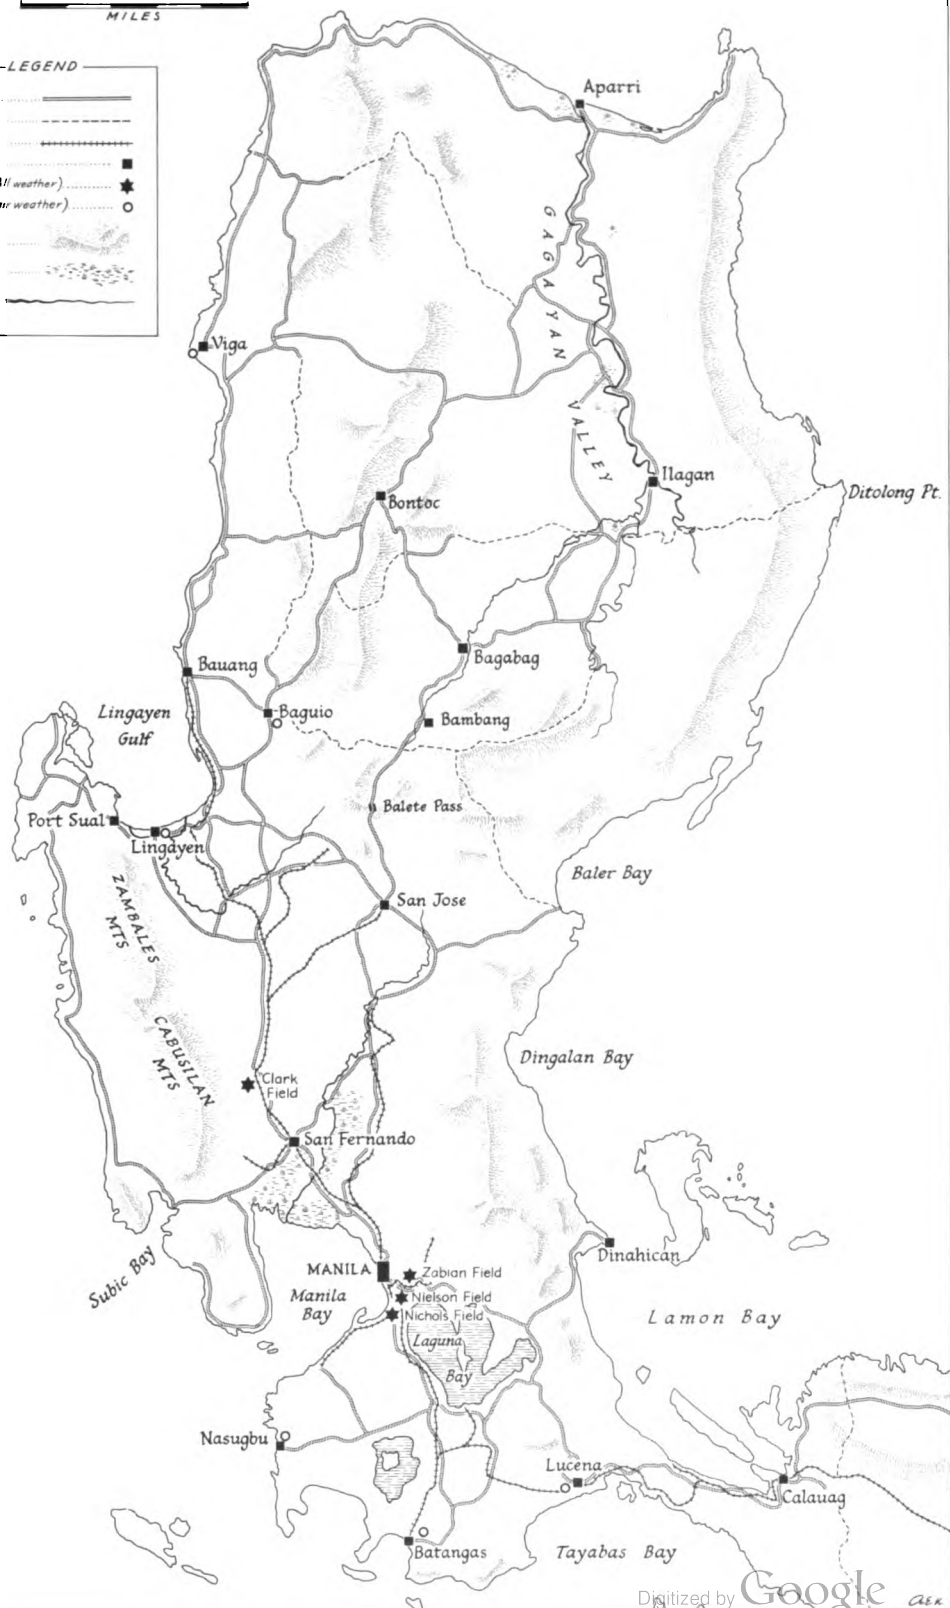 MILES
LEGEND
weather)
weather)
Aparri
GAGAYAN
VALLEY
Viga
Ilagan
Ditolong Pt.
Bontoc
Bauang
Bagabag
Lingayen
Gulf
Baguio
Bambang
Balete Pass
Port Sual
Lingayen
Baler Bay
San Jose
ZAMBALES
MTS
CABUSILAN
MTS
Dingalan Bay
Clark
Field
San Fernando
Dinahican
Subic Bay
MANILA
Zabian Field
Manila
Bay
Nielson Field
Nichols Field
Lamon Bay
Laguna
Bay
Nasugbu
Lucena
Calauag
Batangas
Tayabas Bay
Digitized by Google